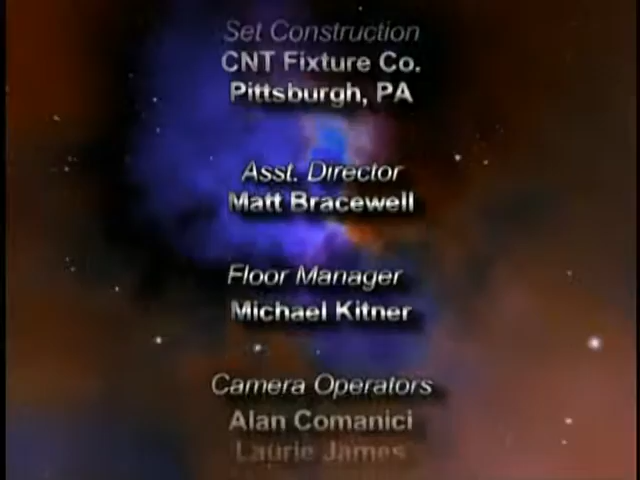 Set Construction
CNT Fixture Co.
Pittsburgh, PA
Asst. Director
Matt Bracewell
Floor Manager
Michael Kitner
Camera Operators
Alan Comanici
Laurie James